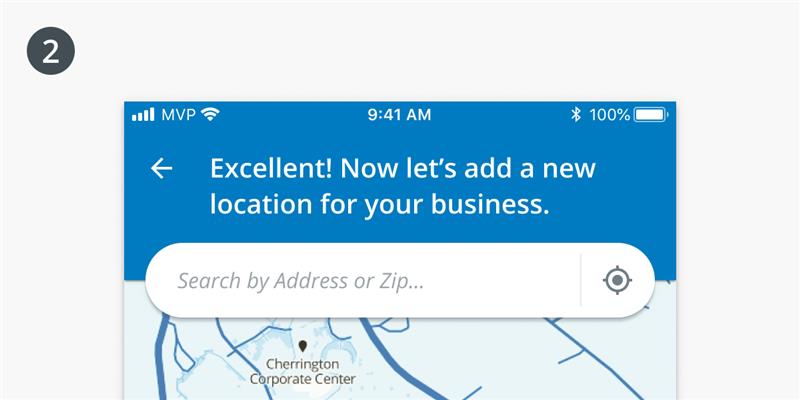 2
MVP 9:41 AM 100%
Excellent! Now let’s add a new
location for your business.
Search by Address or Zip...
Cherrington
Corporate Center